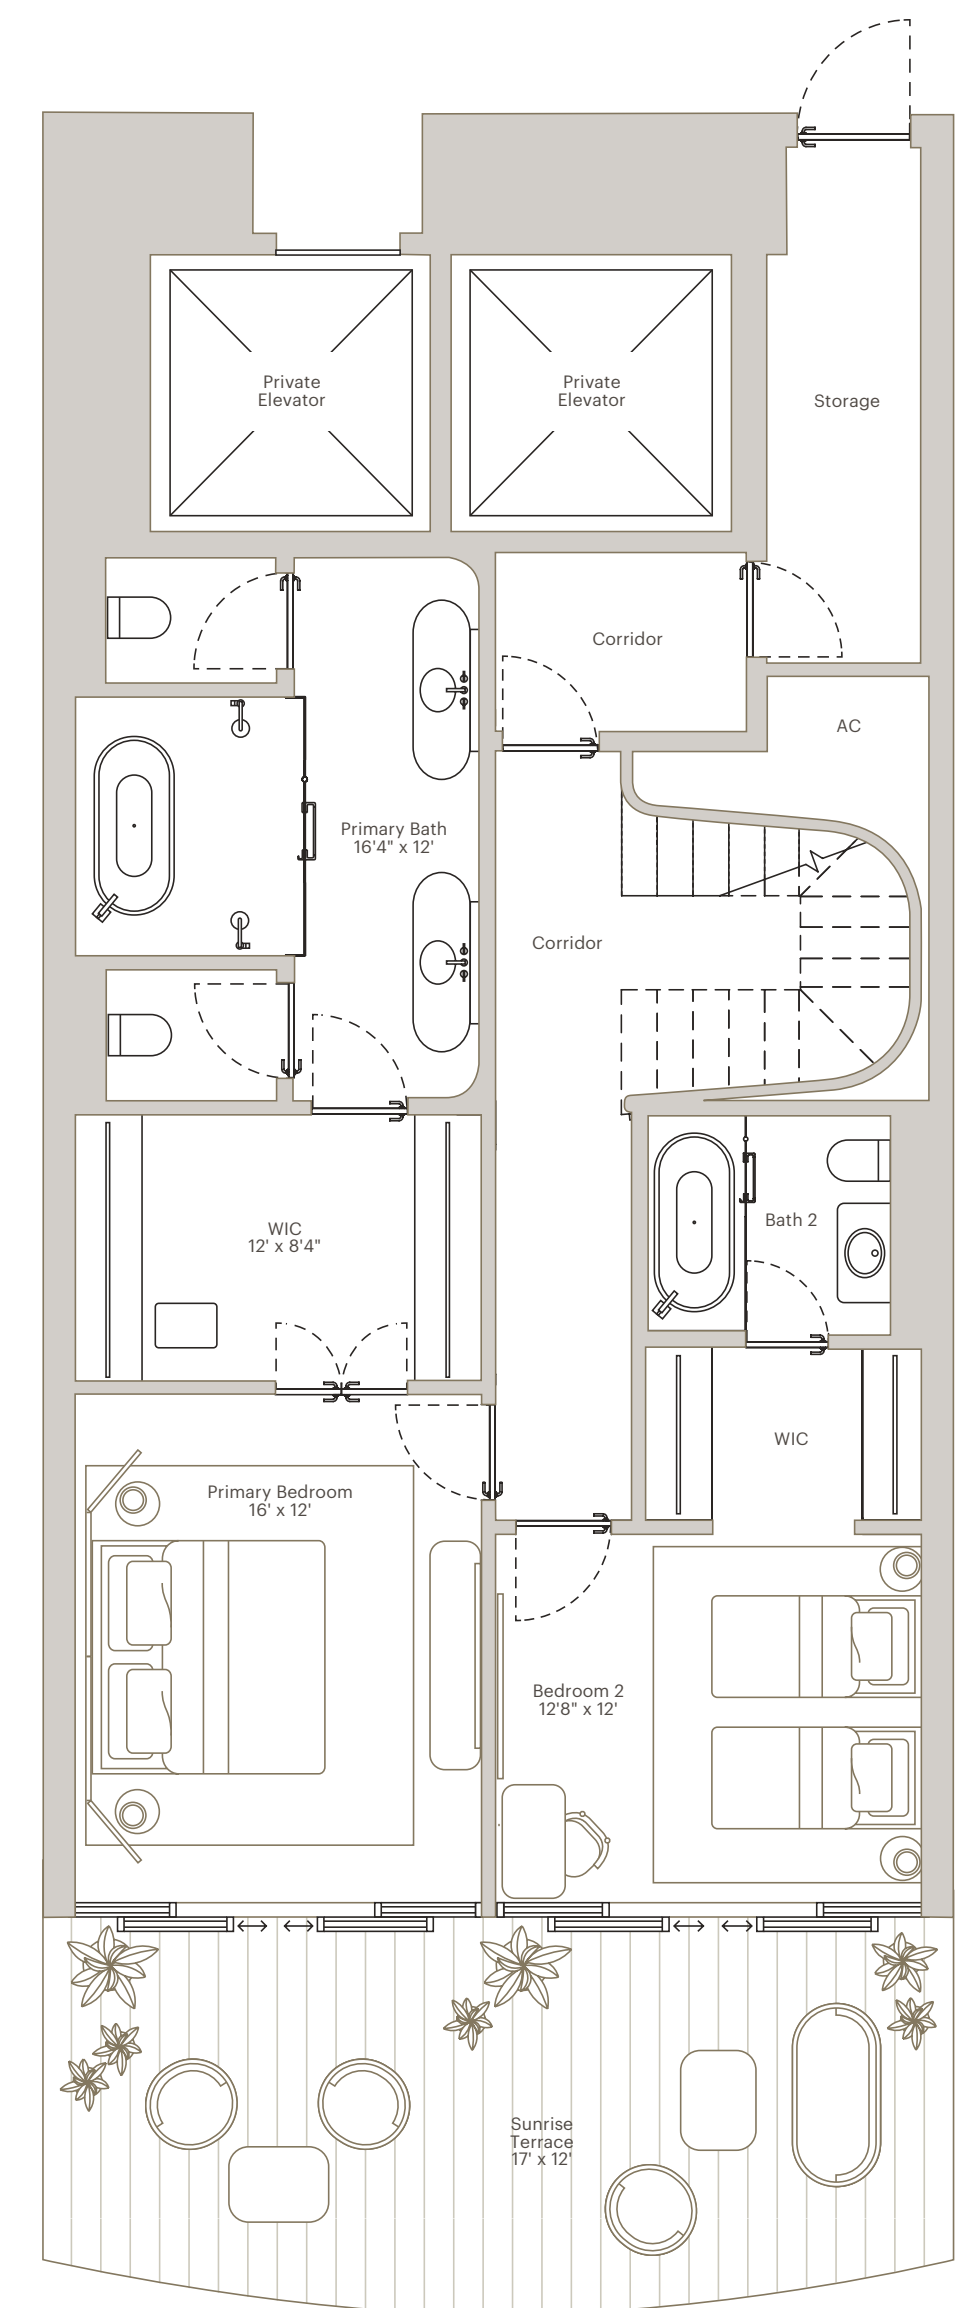 Private
Elevator
Private
Elevator
Storage
Corridor
AC
Primary Bath
16'4" x 12'
Corridor
Bath 2
WIC
12' x 8'4"
WIC
Primary Bedroom
16' x 12'
Bedroom 2
12'8" x 12'
Sunrise
Terrace
17' x 12'